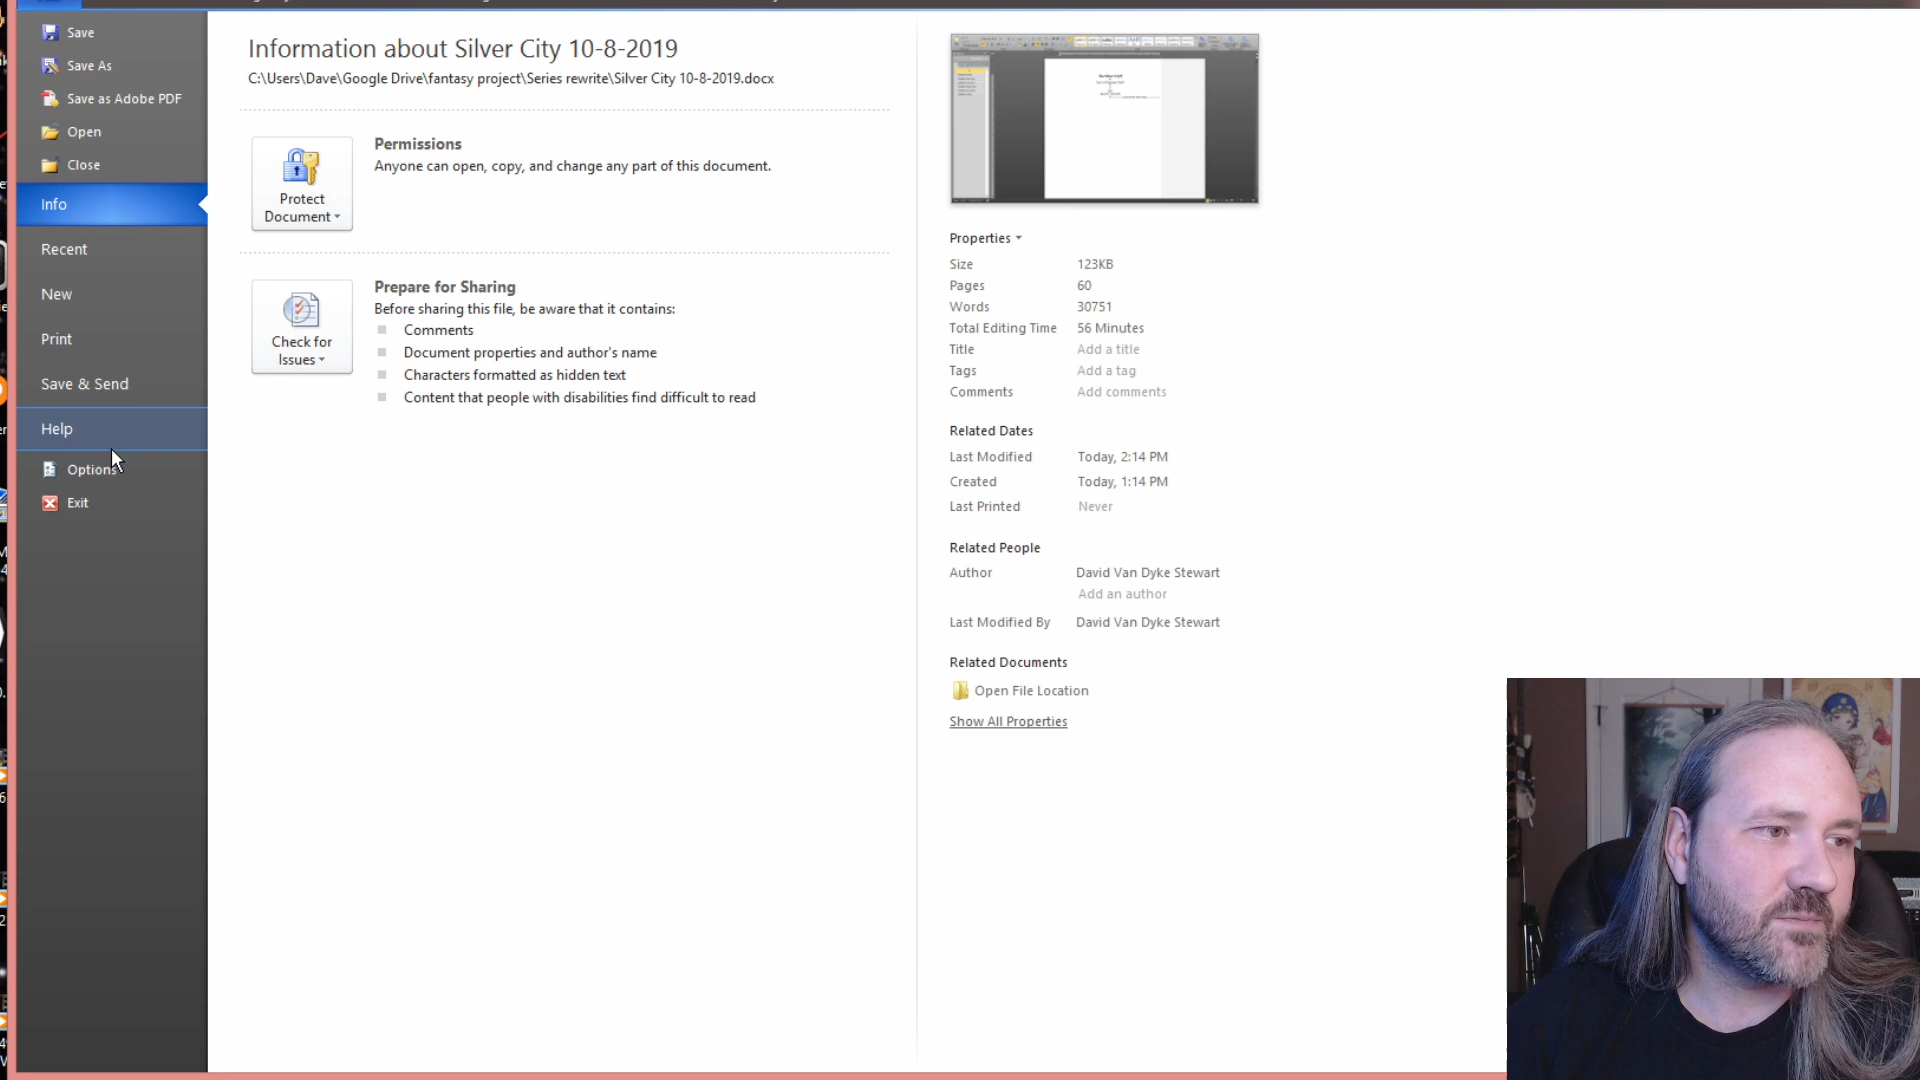 Save
Save As
Save as Adobe PDF
Open
Close
Info
Recent
New
Print
Save & Send
Help
Options
Exit
Information about Silver City 10-8-2019
C:\Users\Dave\Google Drive\fantasy project\Series rewrite\Silver City 10-8-2019.docx
Protect
Document
Permissions
Anyone can open, copy, and change any part of this document.
Check for
Issues
Prepare for Sharing
Before sharing this file, be aware that it contains:
Comments
Document properties and author's name
Characters formatted as hidden text
Content that people with disabilities find difficult to read
Properties
Size 123KB
Pages 60
Words 30751
Total Editing Time 56 Minutes
Title Add a title
Tags Add a tag
Comments Add comments
Related Dates
Last Modified Today, 2:14 PM
Created Today, 1:14 PM
Last Printed Never
Related People
Author David Van Dyke Stewart
Add an author
Last Modified By David Van Dyke Stewart
Related Documents
Open File Location
Show All Properties